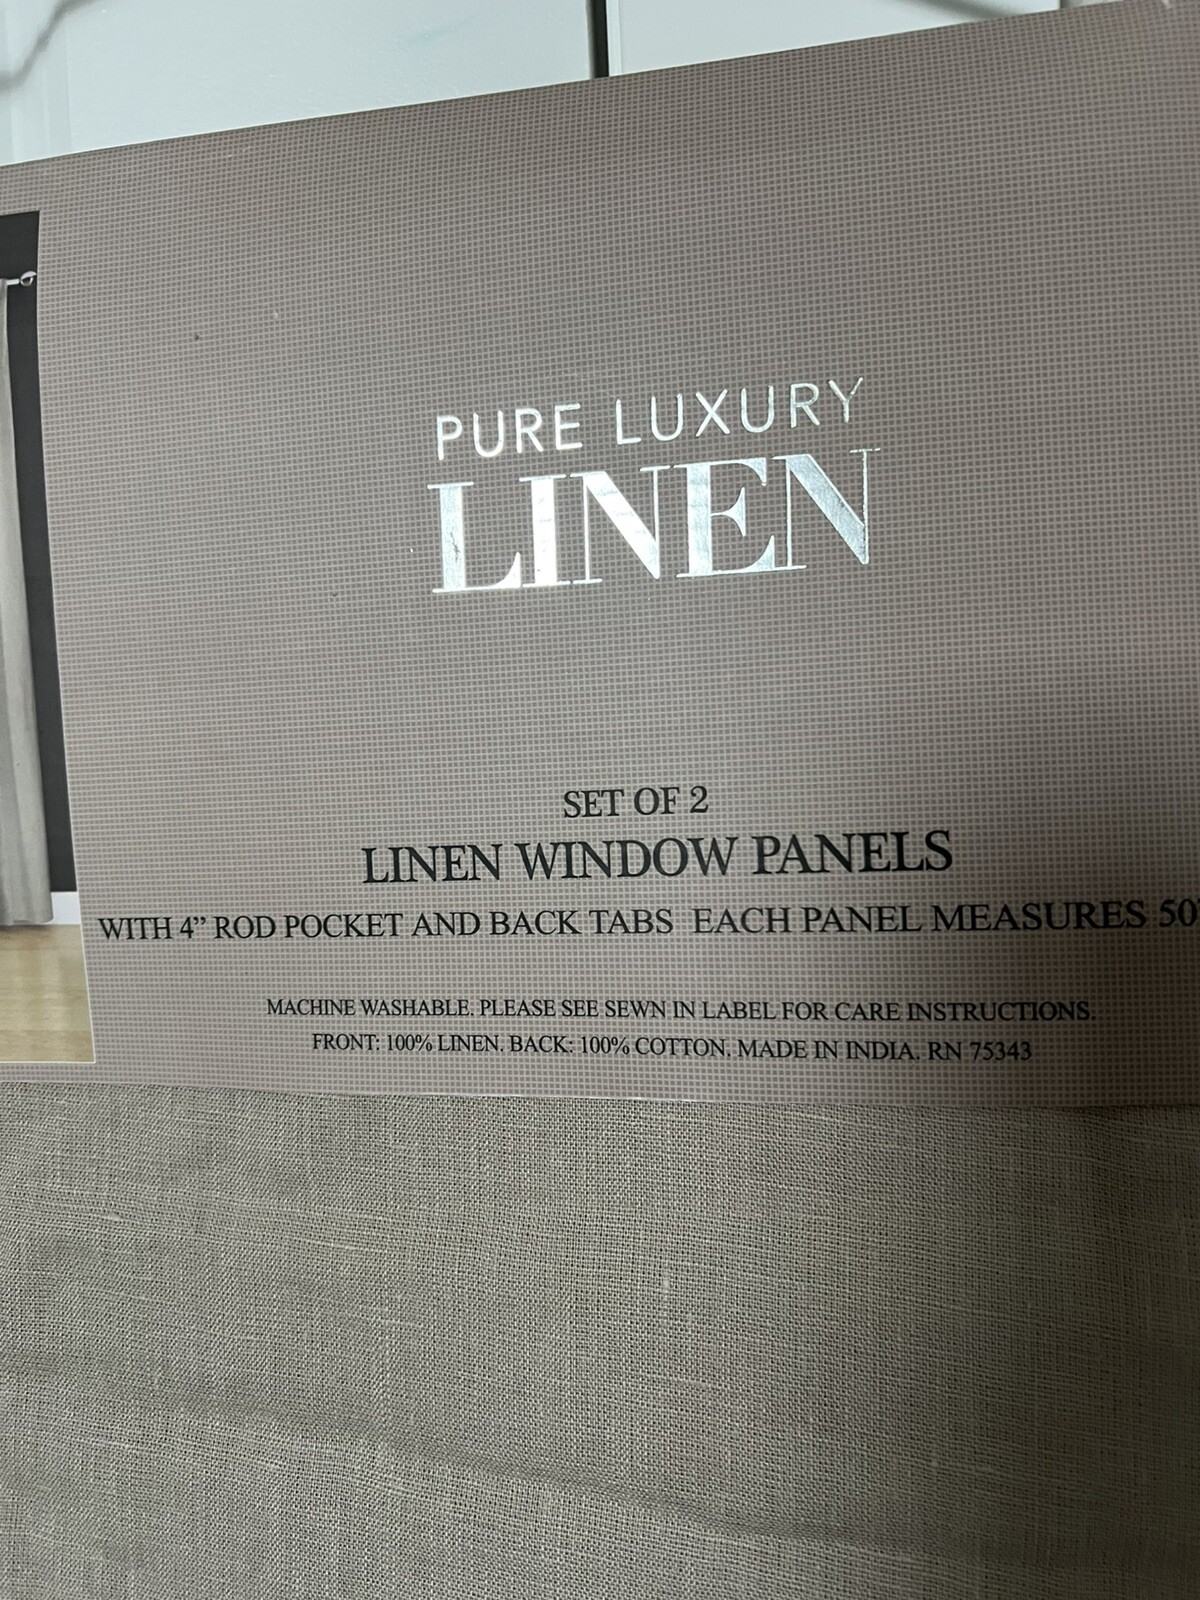 PURE LUXURY
LINEN
SET OF 2
LINEN WINDOW PANELS
WITH 4” ROD POCKET AND BACK TABS EACH PANEL MEASURES 50
MACHINE WASHABLE. PLEASE SEE SEWN IN LABEL FOR CARE INSTRUCTIONS.
FRONT: 100% LINEN. BACK: 100% COTTON. MADE IN INDIA. RN 75343